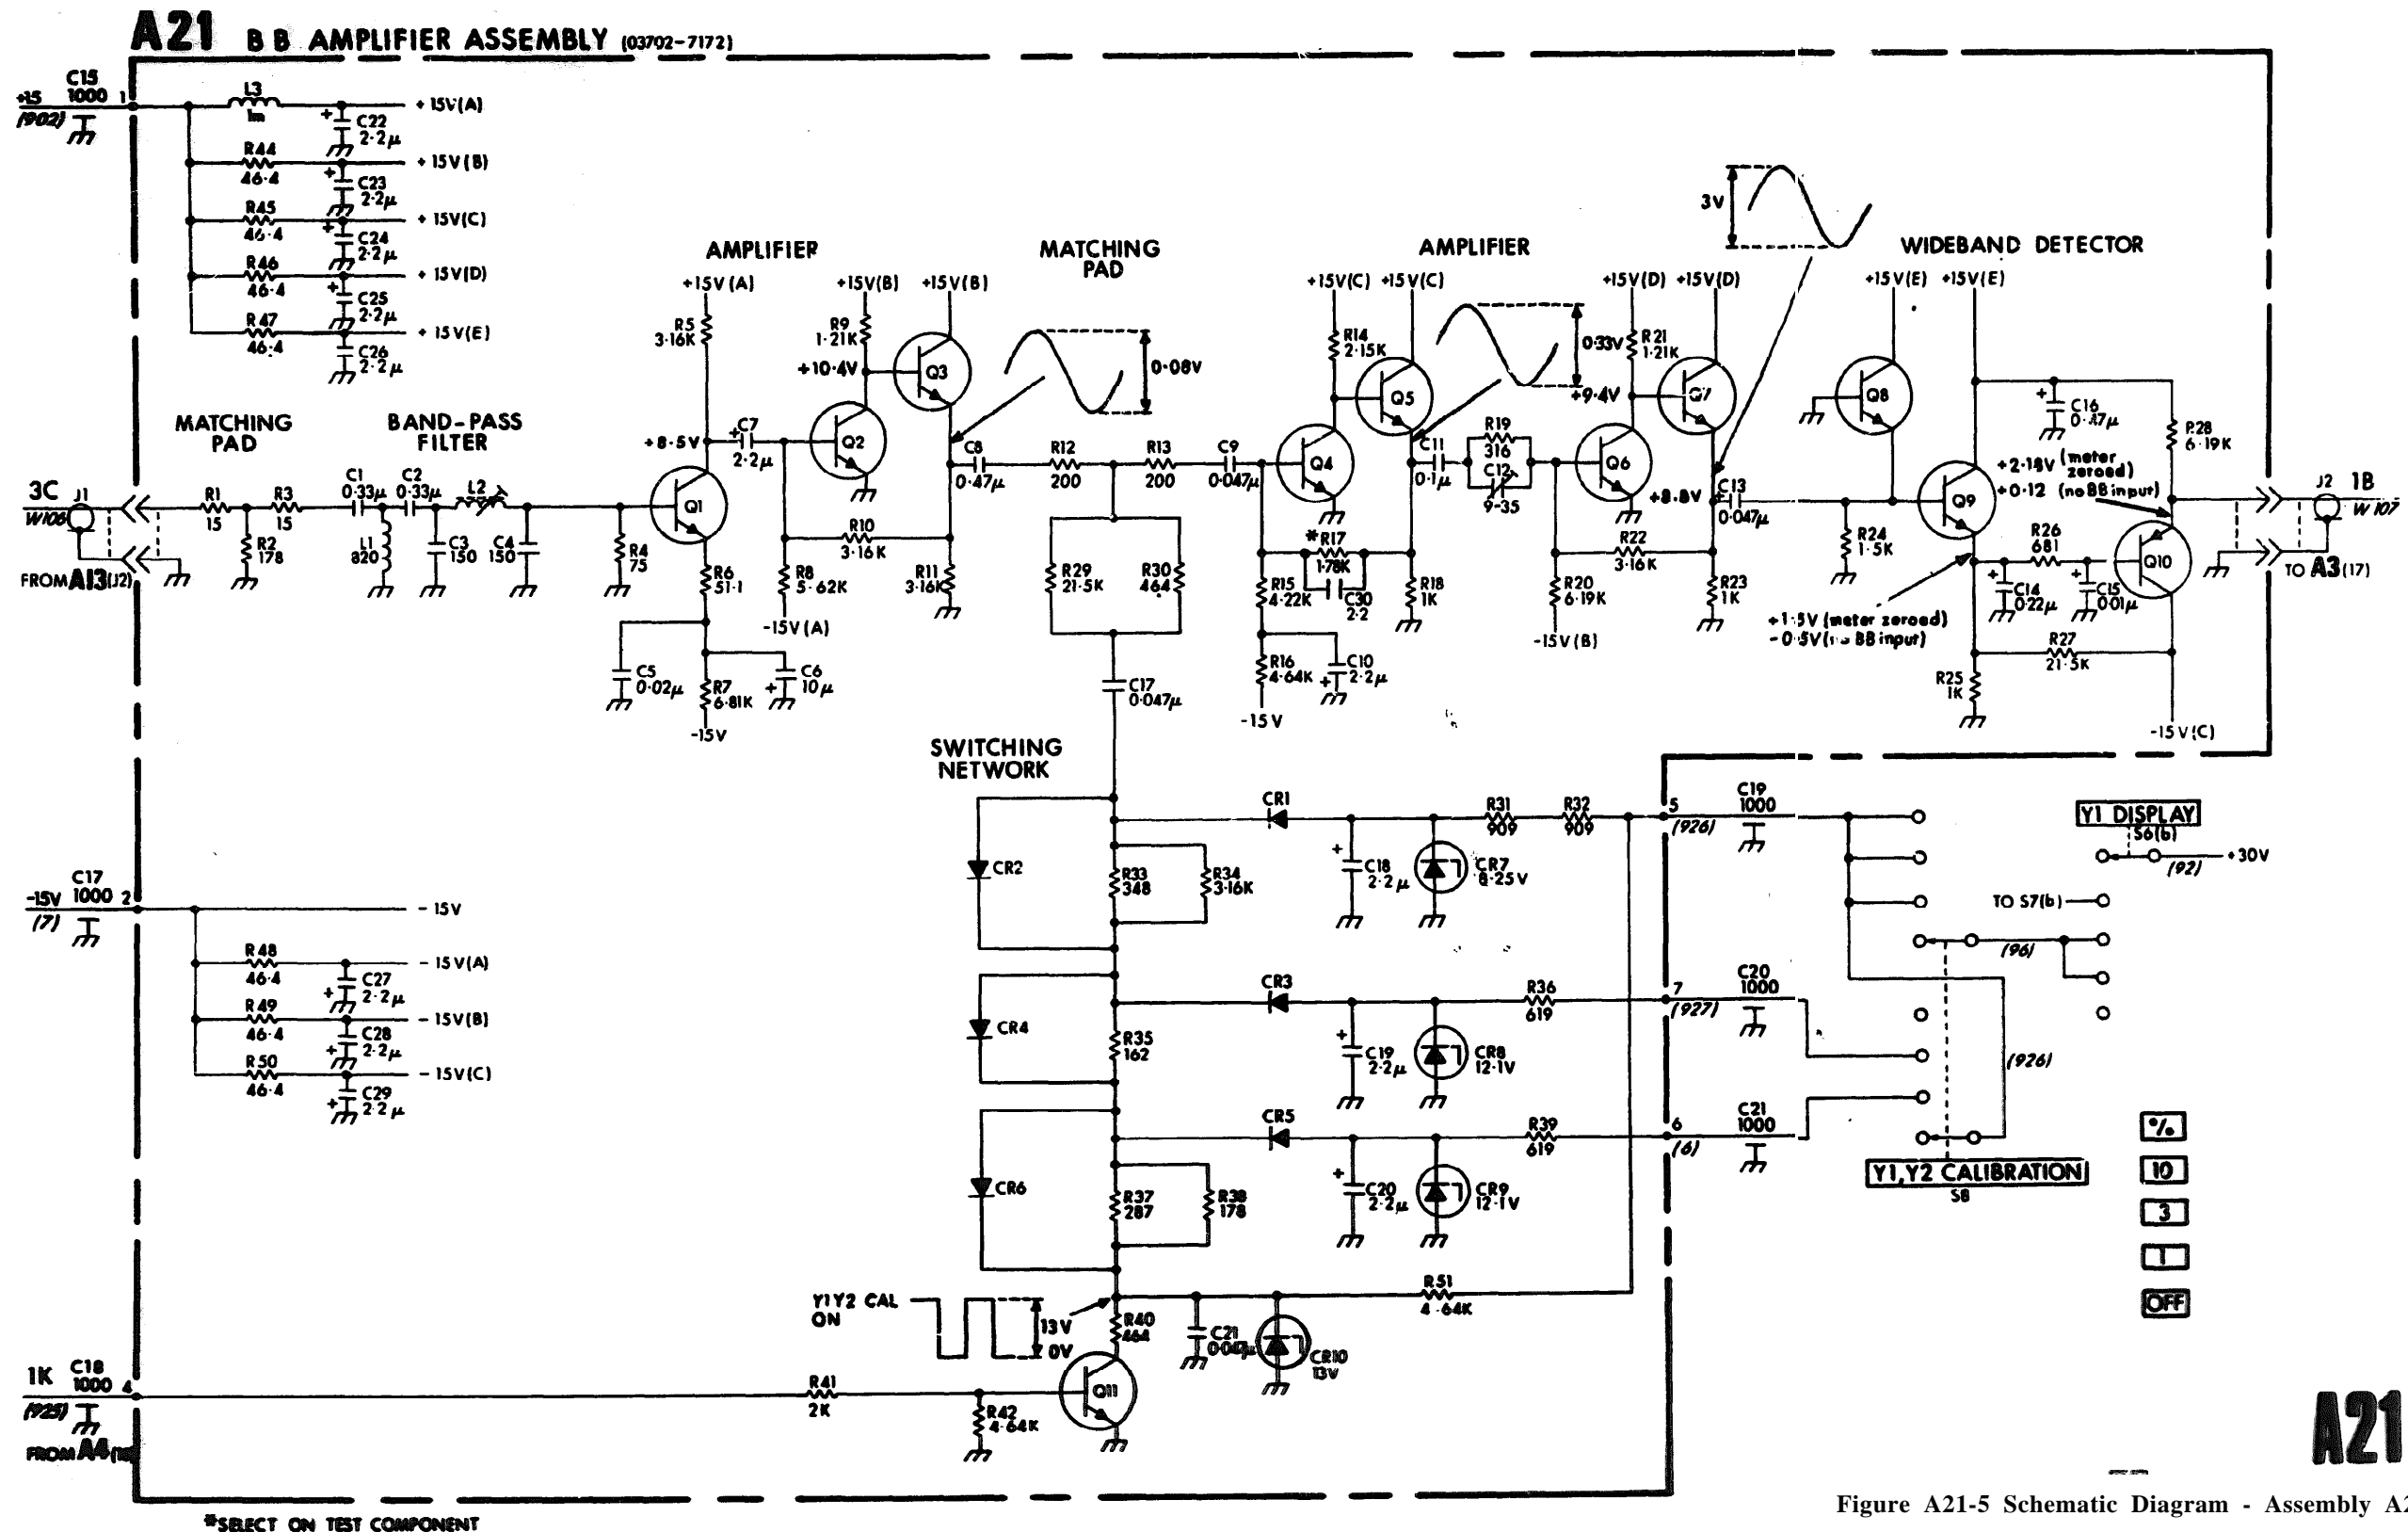 A21 BB AMPLIFIER ASSEMBLY (03702-7172)
+15 C15 1000 1
(902)
L3 1m +15V(A)
C22 2·2µ
R44 46·4 +15V(B)
C23 2·2µ
R45 46·4 +15V(C)
C24 2·2µ
R46 46·4 +15V(D)
C25 2·2µ
R47 46·4 +15V(E)
C26 2·2µ
MATCHING PAD
BAND-PASS FILTER
AMPLIFIER
MATCHING PAD
AMPLIFIER
WIDEBAND DETECTOR
3C W106 J1
FROM A13(J2)
R1 15
R3 15
R2 178
C1 0·33µ
C2 0·33µ
L1 820
L2
C3 150
C4 150
R4 75
+15V(A)
R5 3·16K
+8·5V
Q1
R6 51·1
C5 0·02µ
R7 6·81K
-15V
C6 10µ
C7 2·2µ
+15V(B)
R9 1·21K
+10·4V
Q2
R10 3·16K
R8 5·62K
-15V(A)
+15V(B)
Q3
0·08V
R11 3·16K
C8 0·47µ
R12 200
R13 200
C9 0·047µ
R29 21·5K
R30 464
C17 0·047µ
+15V(C) +15V(C)
R14 2·15K
Q4
Q5
0·33V
*R17 1·78K
C30 2·2
R15 4·22K
R16 4·64K
-15V
C10 2·2µ
R18 1K
C11 0·1µ
R19 316
C12 9-35
+15V(D) +15V(D)
R21 1·21K
+9·4V
Q6
Q7
R22 3·16K
R20 6·19K
-15V(B)
3V
+8·8V
C13 0·047µ
R23 1K
+15V(E) +15V(E)
Q8
Q9
R24 1·5K
C16 0·47µ
R28 6·19K
+2·18V (meter zeroed)
+0·12 (no BB input)
R26 681
C14 0·22µ
C15 0·01µ
Q10
+1·5V (meter zeroed)
-0·5V (no BB input)
R27 21·5K
R25 1K
-15V(C)
J2 1B W107
TO A3(17)
SWITCHING NETWORK
-15V C17 1000 2
(7)
-15V
R48 46·4 -15V(A)
C27 2·2µ
R49 46·4 -15V(B)
C28 2·2µ
R50 46·4 -15V(C)
C29 2·2µ
CR1
CR2
R33 348
R34 3·16K
C18 2·2µ
CR7 8·25V
R31 909
R32 909
5 (926)
C19 1000
CR3
CR4
R35 162
C19 2·2µ
CR8 12·1V
R36 619
7 (927)
C20 1000
CR5
CR6
R37 287
R38 178
C20 2·2µ
CR9 12·1V
R39 619
6 (6)
C21 1000
Y1 DISPLAY
S6(b)
+30V
(92)
TO S7(b)
(96)
(926)
Y1,Y2 CALIBRATION
S8
%
10
3
1
OFF
Y1 Y2 CAL ON
13V
0V
R40 464
C21 0·047µ
CR10 13V
R51 4·64K
1K C18 1000 4
(925)
FROM A4
R41 2K
R42 4·64K
Q11
A21
*SELECT ON TEST COMPONENT
Figure A21-5 Schematic Diagram - Assembly A2